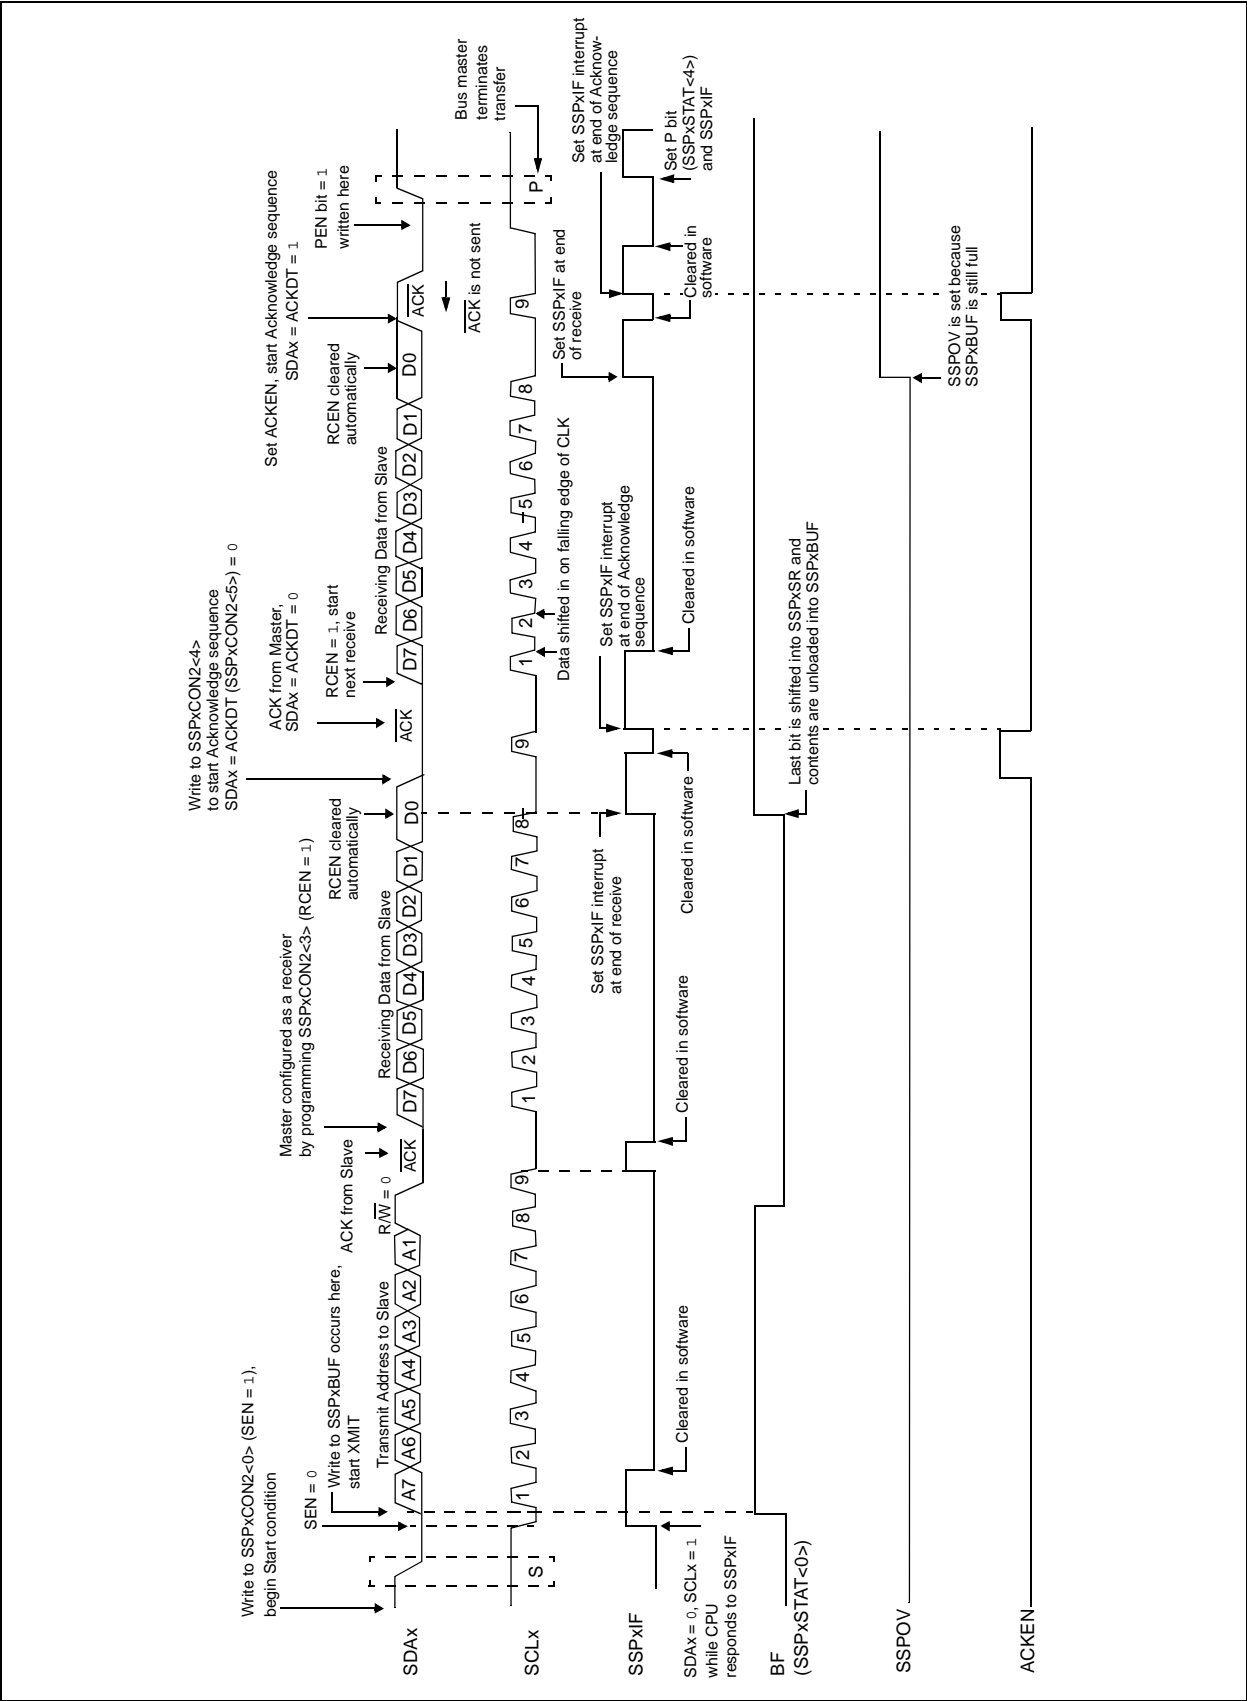 Write to SSPxCON2<0> (SEN = 1),
begin Start condition
SEN = 0
Write to SSPxBUF occurs here,
start XMIT
ACK from Slave
Master configured as a receiver
by programming SSPxCON2<3> (RCEN = 1)
RCEN cleared
automatically
Write to SSPxCON2<4>
to start Acknowledge sequence
SDAx = ACKDT (SSPxCON2<5>) = 0
ACK from Master,
SDAx = ACKDT = 0
RCEN = 1, start
next receive
RCEN cleared
automatically
Set ACKEN, start Acknowledge sequence
SDAx = ACKDT = 1
PEN bit = 1
written here
Transmit Address to Slave
R/W = 0
Receiving Data from Slave
Receiving Data from Slave
SDAx
A7 A6 A5 A4 A3 A2 A1
ACK
D7 D6 D5 D4 D3 D2 D1 D0
ACK
D7 D6 D5 D4 D3 D2 D1 D0
ACK
ACK is not sent
Bus master
terminates
transfer
SCLx
S
1 2 3 4 5 6 7 8 9
1 2 3 4 5 6 7 8 9
1 2 3 4 5 6 7 8 9
P
Data shifted in on falling edge of CLK
Set SSPxIF at end
of receive
Set SSPxIF interrupt
at end of Acknow-
ledge sequence
Set SSPxIF interrupt
at end of receive
Set SSPxIF interrupt
at end of Acknowledge
sequence
SSPxIF
SDAx = 0, SCLx = 1
while CPU
responds to SSPxIF
Cleared in software
Cleared in software
Cleared in software
Cleared in software
Cleared in
software
Set P bit
(SSPxSTAT<4>)
and SSPxIF
BF
(SSPxSTAT<0>)
Last bit is shifted into SSPxSR and
contents are unloaded into SSPxBUF
SSPOV
SSPOV is set because
SSPxBUF is still full
ACKEN